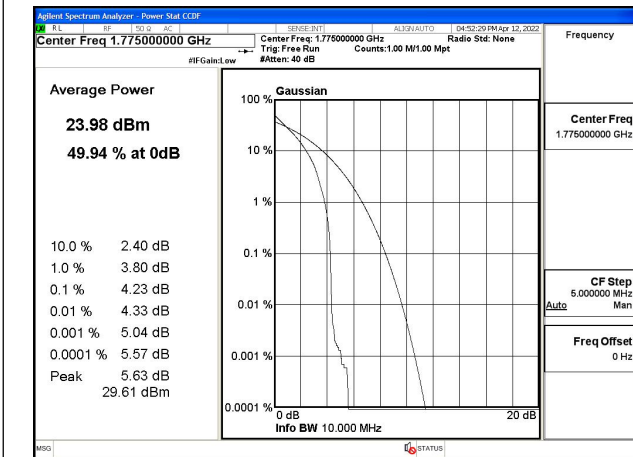 Agilent Spectrum Analyzer - Power Stat CCDF
RL RF 50 Ω AC SENSE:INT ALIGNAUTO 04:52:29 PM Apr 12, 2022
Center Freq 1.775000000 GHz
Center Freq: 1.775000000 GHz Radio Std: None
Trig: Free Run Counts:1.00 M/1.00 Mpt
#IFGain:Low #Atten: 40 dB
Frequency
Average Power
23.98 dBm
49.94 % at 0dB
10.0 % 2.40 dB
1.0 % 3.80 dB
0.1 % 4.23 dB
0.01 % 4.33 dB
0.001 % 5.04 dB
0.0001 % 5.57 dB
Peak 5.63 dB
29.61 dBm
Gaussian
100 %
10 %
1 %
0.1 %
0.01 %
0.001 %
0.0001 %
0 dB 20 dB
Info BW 10.000 MHz
Center Freq
1.775000000 GHz
CF Step
5.000000 MHz
Auto Man
Freq Offset
0 Hz
MSG STATUS